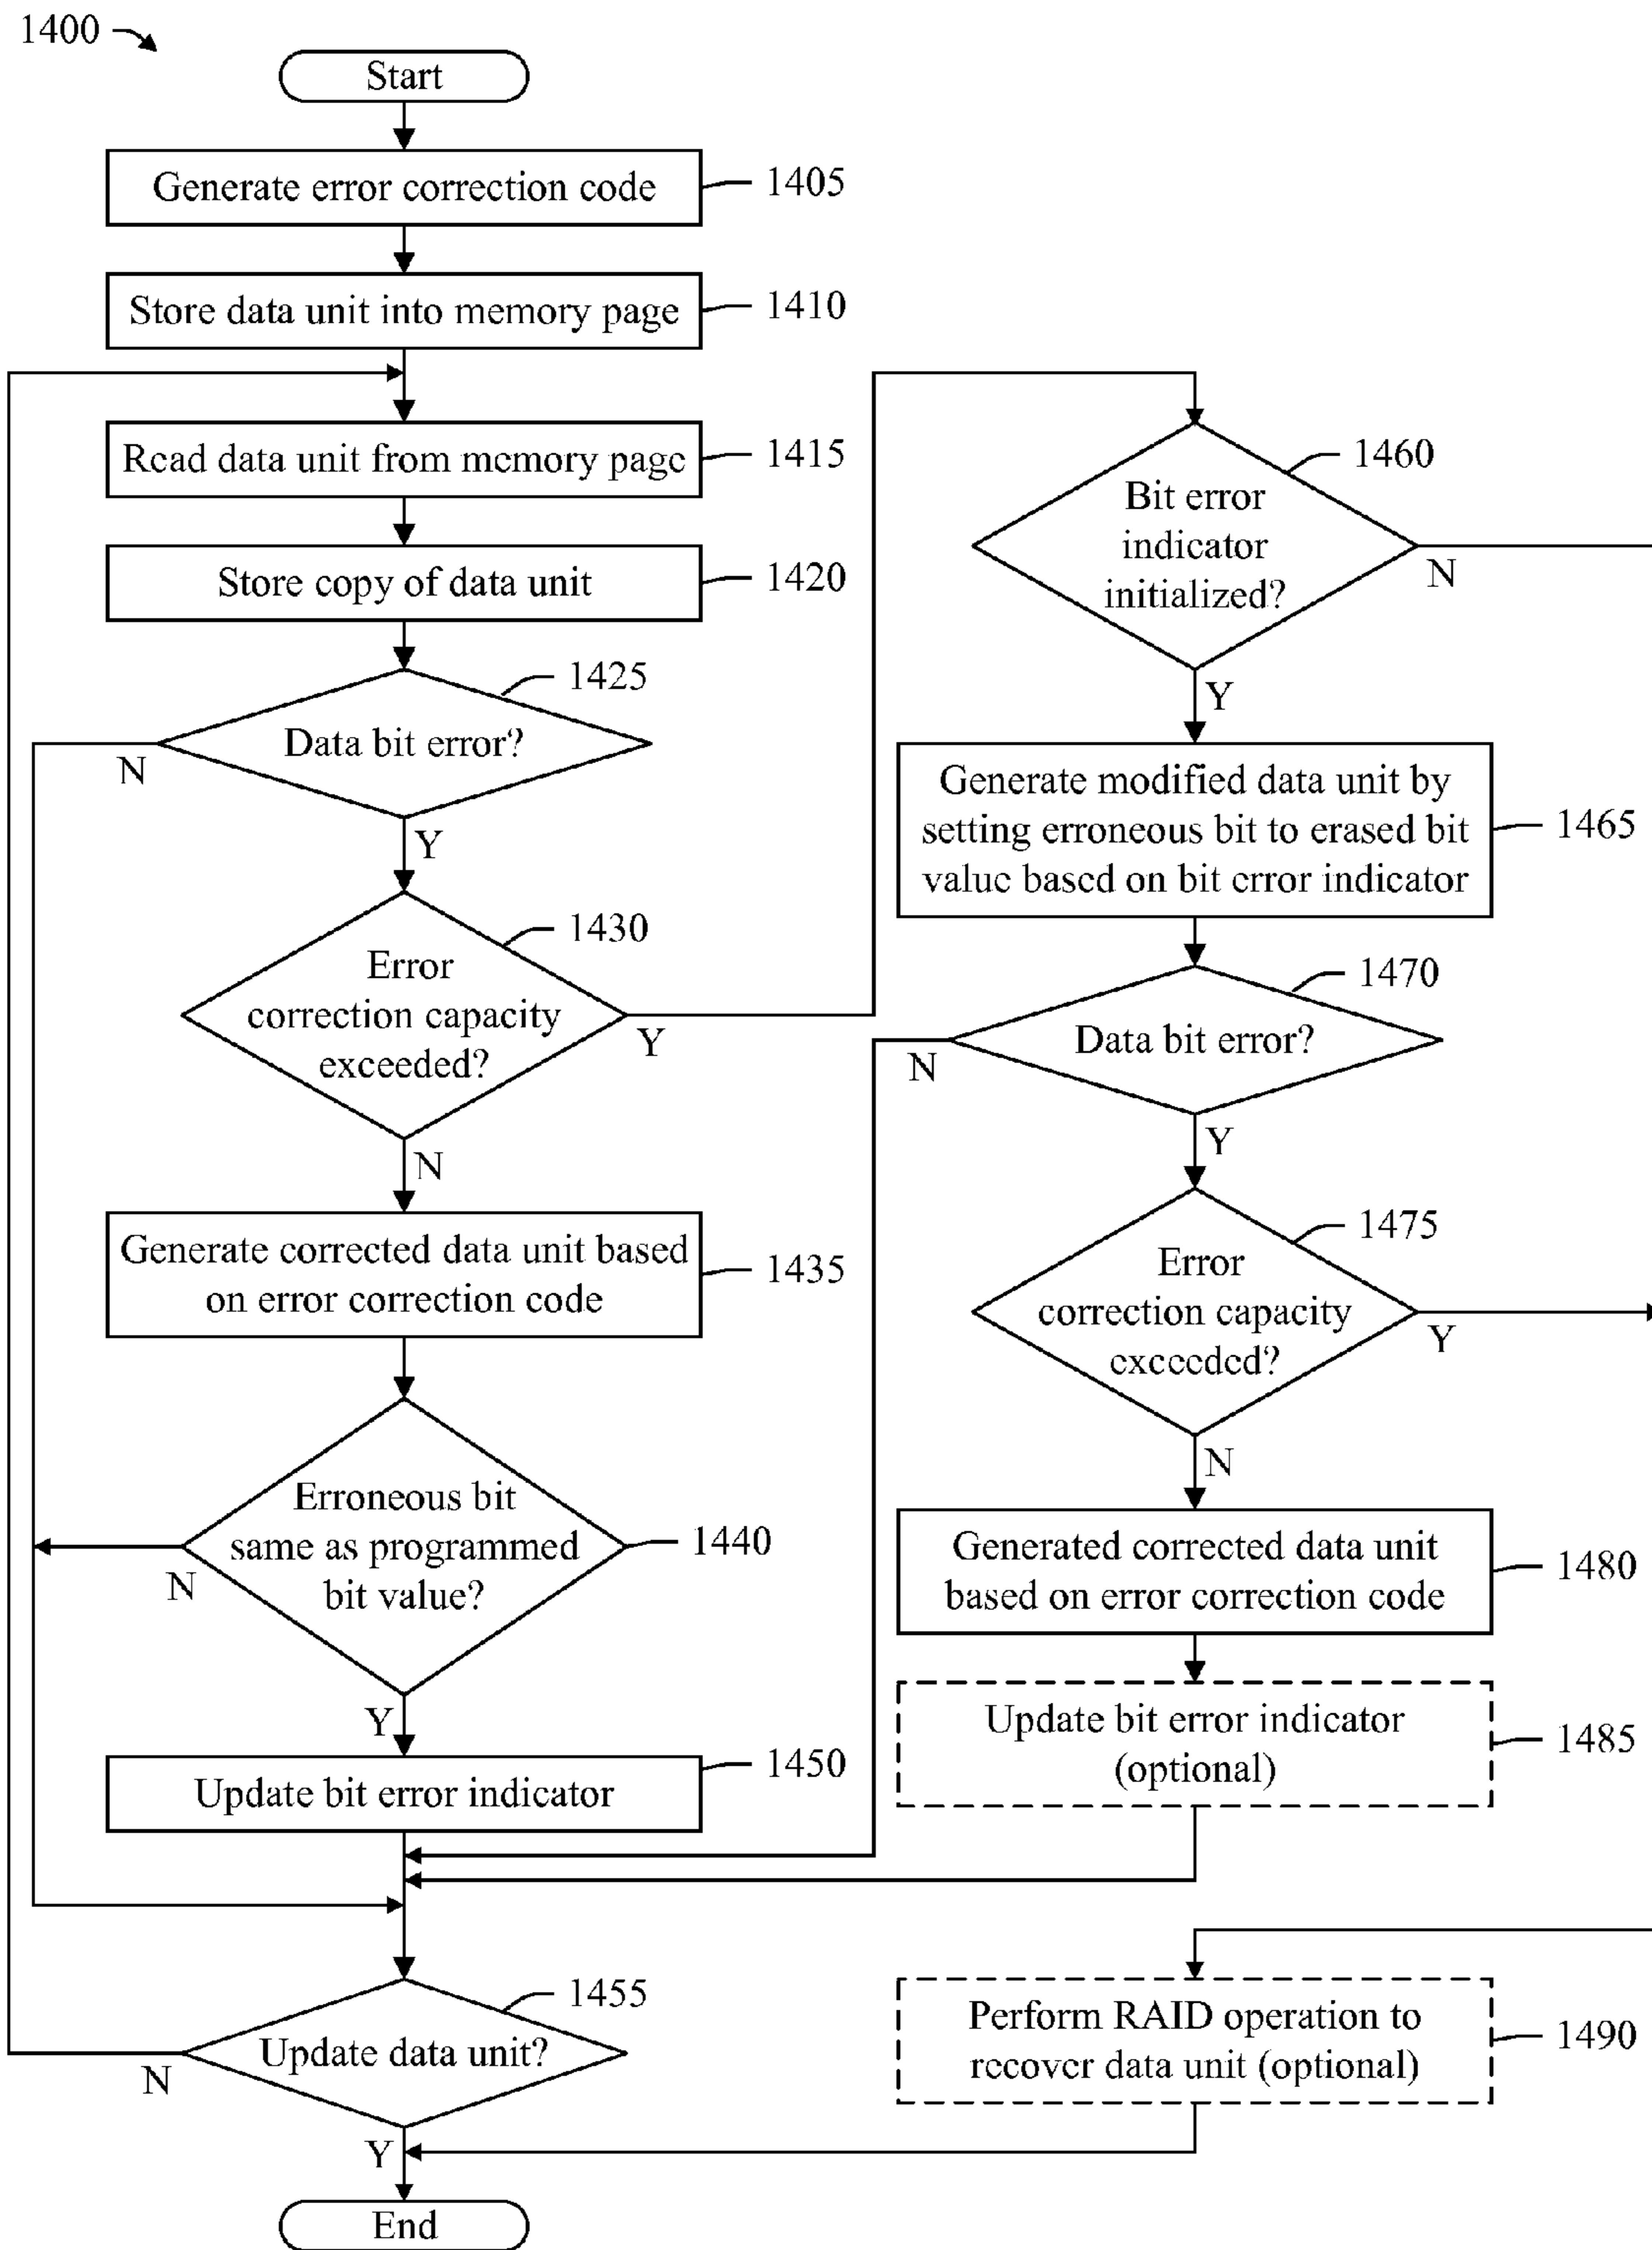 1400
Start
Generate error correction code
1405
Store data unit into memory page
1410
Read data unit from memory page
1415
Store copy of data unit
1420
1425
Data bit error?
N
Y
1430
Error
correction capacity
exceeded?
Y
N
Generate corrected data unit based
on error correction code
1435
Erroneous bit
same as programmed
bit value?
1440
N
Y
Update bit error indicator
1450
1455
Update data unit?
N
Y
End
1460
Bit error
indicator
initialized?
N
Y
Generate modified data unit by
setting erroneous bit to erased bit
value based on bit error indicator
1465
1470
Data bit error?
N
Y
1475
Error
correction capacity
exceeded?
Y
N
Generated corrected data unit
based on error correction code
1480
Update bit error indicator
(optional)
1485
Perform RAID operation to
recover data unit (optional)
1490